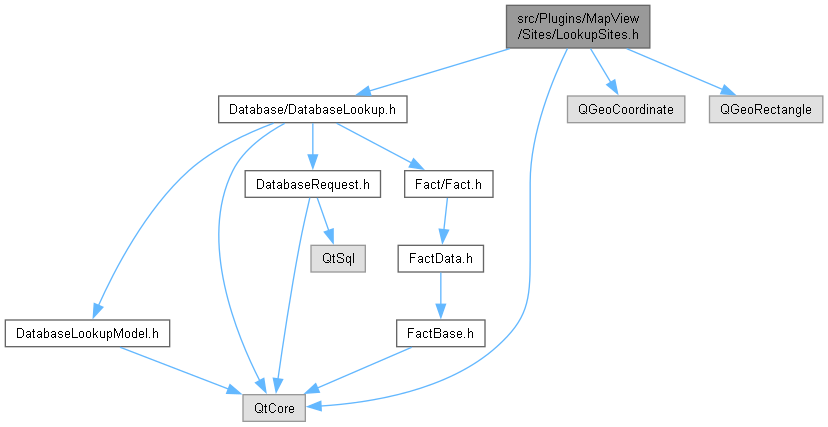 src/Plugins/MapView
/Sites/LookupSites.h
Database/DatabaseLookup.h
QGeoCoordinate
QGeoRectangle
DatabaseRequest.h
Fact/Fact.h
QtSql
FactData.h
DatabaseLookupModel.h
FactBase.h
QtCore